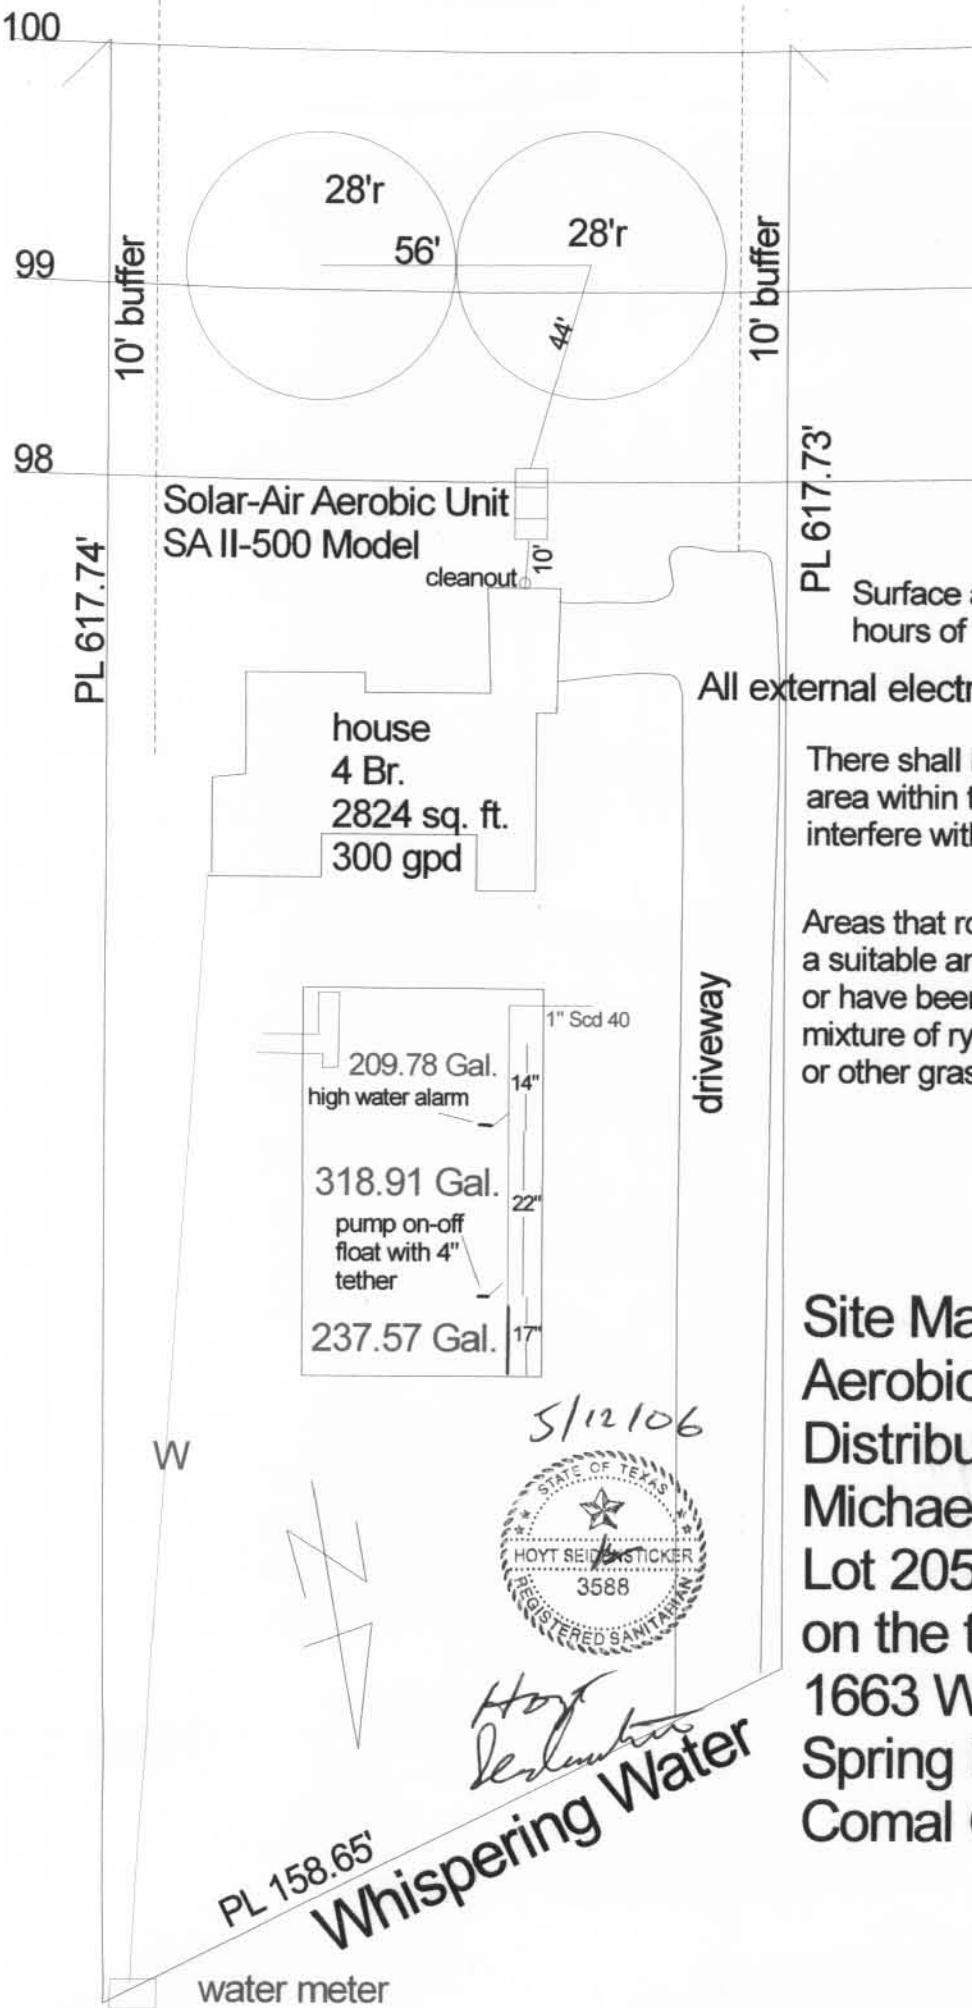 100
28'r
56'
28'r
99
10' buffer
10' buffer
44'
98
Solar-Air Aerobic Unit
SA II-500 Model
cleanout
10'
PL 617.74'
PL 617.73'
Surface
hours of
All external electr
house
4 Br.
2824 sq. ft.
300 gpd
There shall
area within
interfere with
Areas that
a suitable
or have been
mixture of
or other grass
driveway
1" Scd 40
209.78 Gal.
14"
high water alarm
318.91 Gal.
22"
pump on-off
float with 4"
tether
237.57 Gal.
17"
5/12/06
STATE OF TEXAS
HOYT SEIDENSTICKER
3588
REGISTERED SANITARIAN
W
Hoyt Seidensticker
Site Ma
Aerobic
Distribu
Michae
Lot 205
on the
1663 W
Spring
Comal
PL 158.65'
Whispering Water
water meter